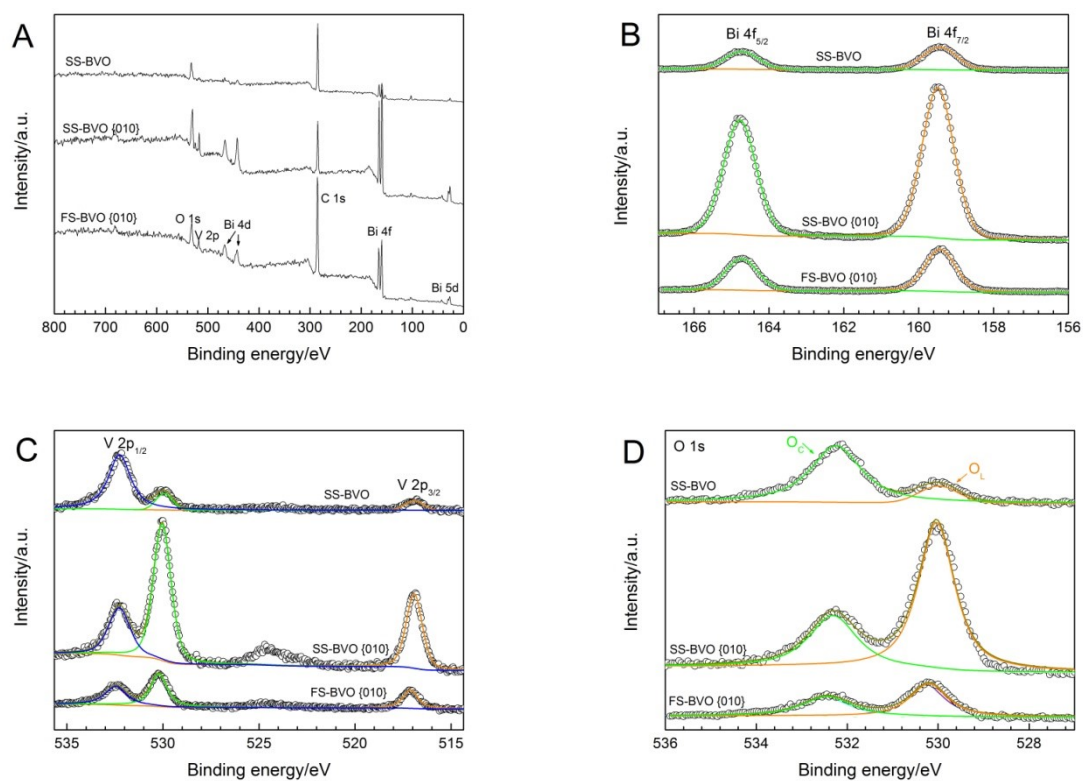 A
SS-BVO
SS-BVO {010}
FS-BVO {010}
O 1s
V 2p
Bi 4d
C 1s
Bi 4f
Bi 5d
Intensity/a.u.
800 700 600 500 400 300 200 100 0
Binding energy/eV
B
Bi 4f5/2
Bi 4f7/2
SS-BVO
SS-BVO {010}
FS-BVO {010}
Intensity/a.u.
166 164 162 160 158 156
Binding energy/eV
C
V 2p1/2
V 2p3/2
SS-BVO
SS-BVO {010}
FS-BVO {010}
Intensity/a.u.
535 530 525 520 515
Binding energy/eV
D
O 1s
OC
OL
SS-BVO
SS-BVO {010}
FS-BVO {010}
Intensity/a.u.
536 534 532 530 528
Binding energy/eV